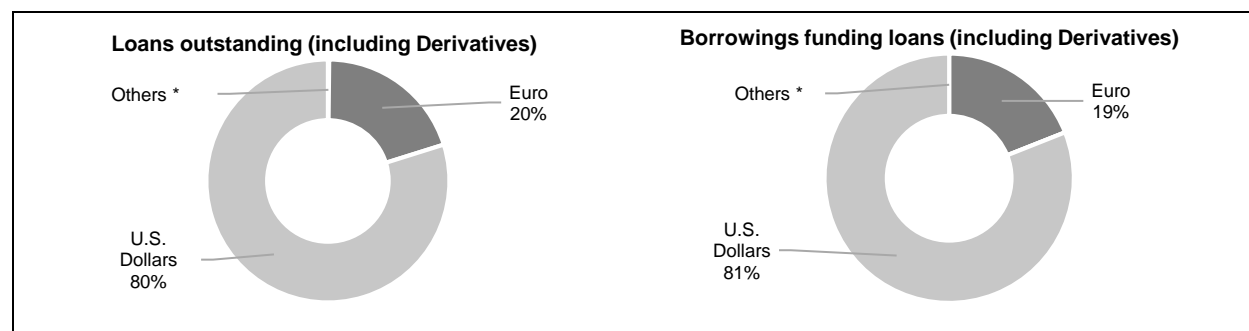 Loans outstanding (including Derivatives)
Others *
Euro
20%
U.S.
Dollars
80%
Borrowings funding loans (including Derivatives)
Others *
Euro
19%
U.S.
Dollars
81%